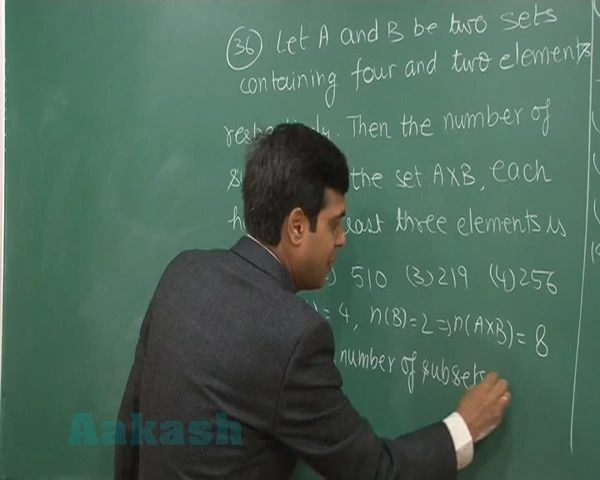 36 Let A and B be two sets
containing four and two elements
Then the number of
the set A×B, each
three elements is
510 (3) 219 (4) 256
= 4, n(B) = 2 ⇒ n(A×B) = 8
number of subsets
Aakash